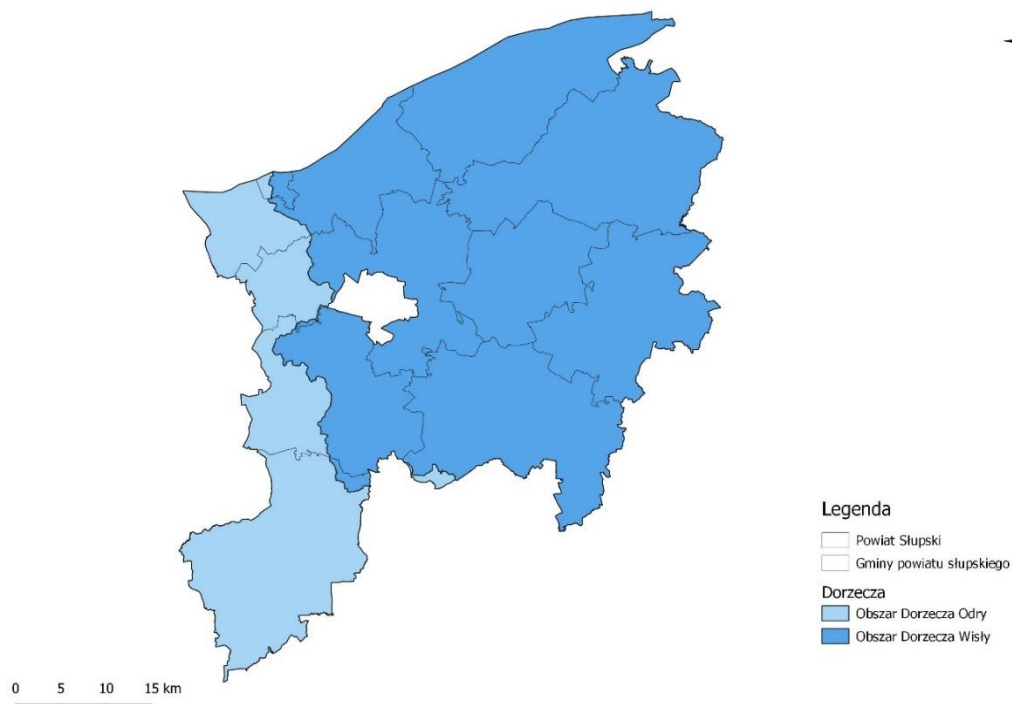 Legenda
Powiat Słupski
Gminy powiatu słupskiego
Dorzecza
Obszar Dorzecza Odry
Obszar Dorzecza Wisły
0 5 10 15 km